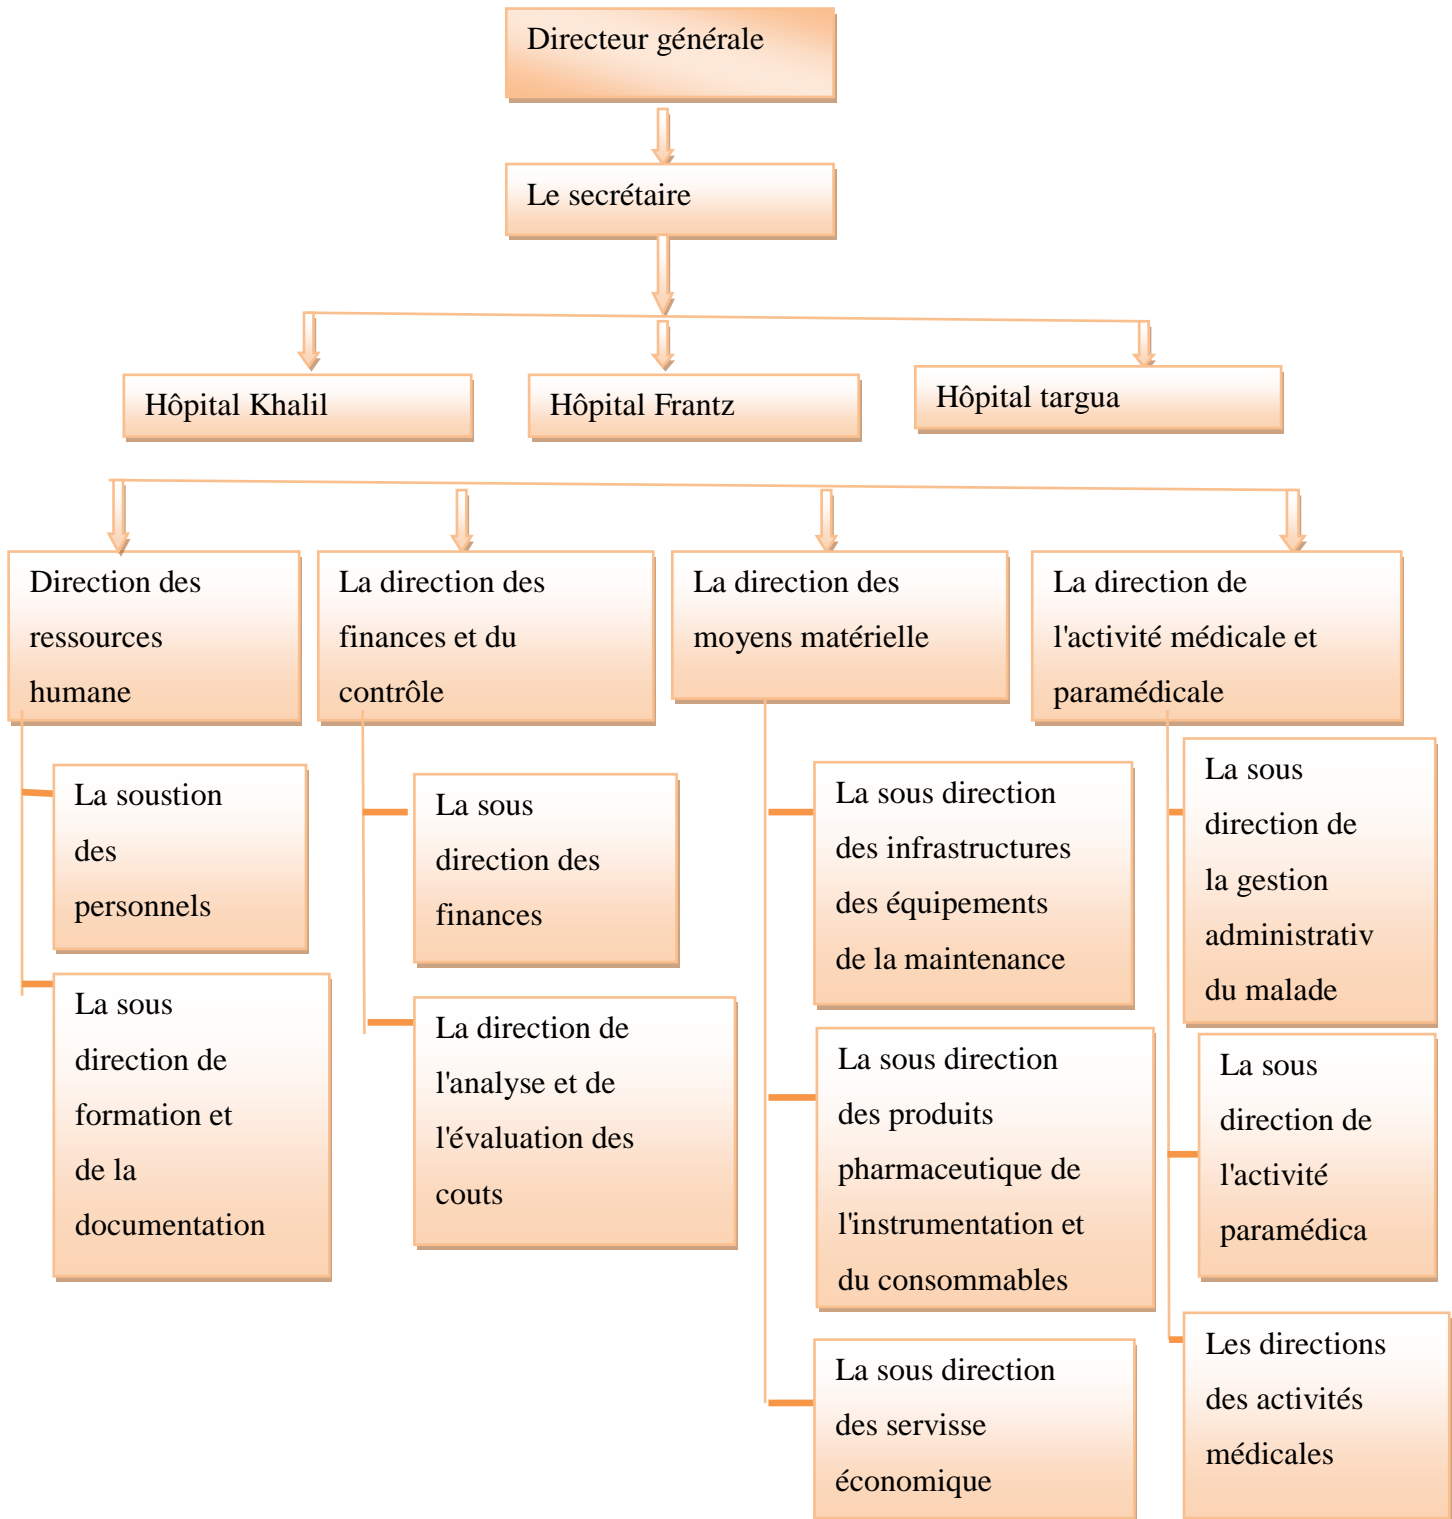 Directeur générale
Le secrétaire
Hôpital Khalil
Hôpital Frantz
Hôpital targua
Direction des
ressources
humane
La direction des
finances et du
contrôle
La direction des
moyens matérielle
La direction de
l'activité médicale et
paramédicale
La soustion
des
personnels
La sous
direction de
formation et
de la
documentation
La sous
direction des
finances
La direction de
l'analyse et de
l'évaluation des
couts
La sous direction
des infrastructures
des équipements
de la maintenance
La sous direction
des produits
pharmaceutique de
l'instrumentation et
du consommables
La sous direction
des servisse
économique
La sous
direction de
la gestion
administrativ
du malade
La sous
direction de
l'activité
paramédica
Les directions
des activités
médicales